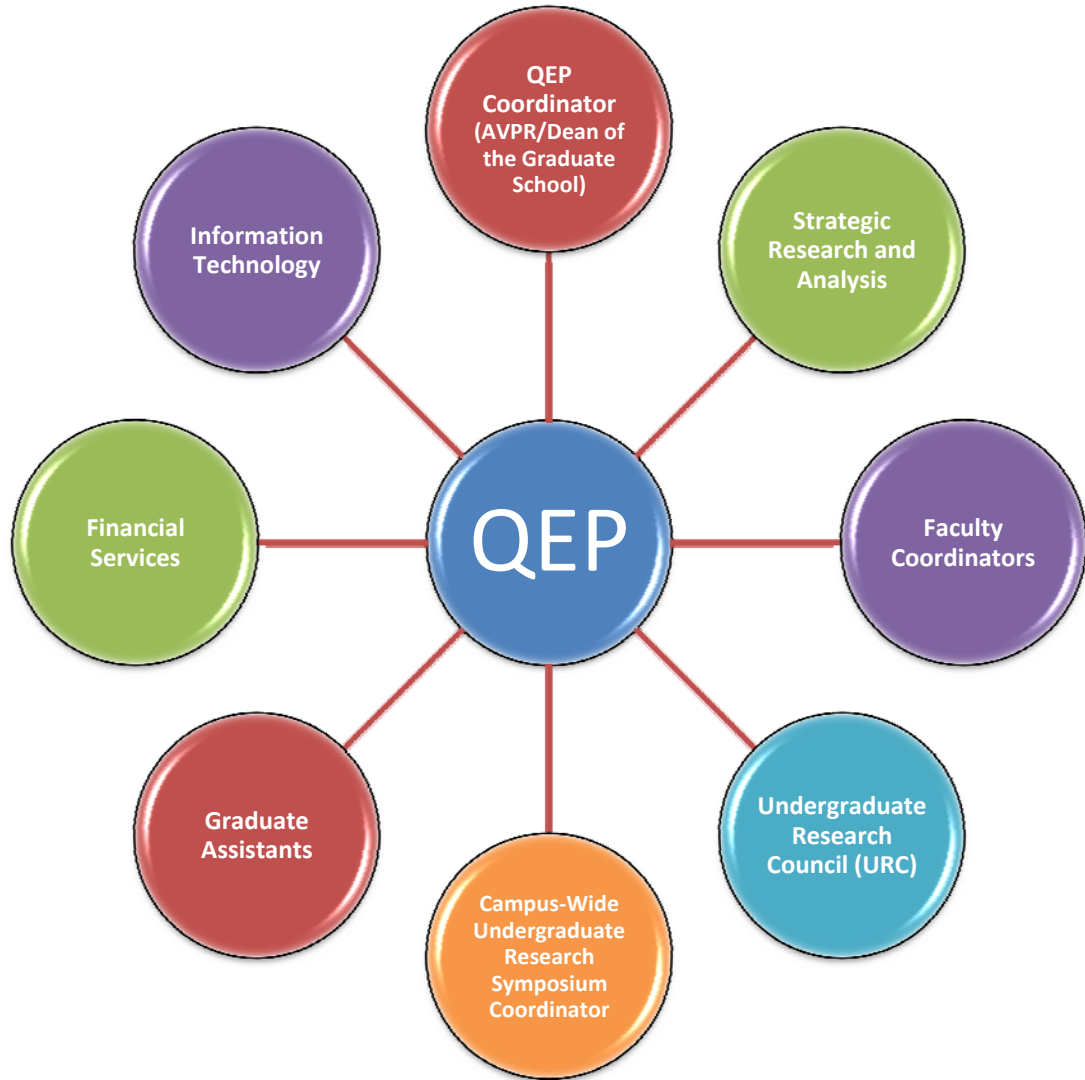 QEP
Coordinator
(AVPR/Dean of
the Graduate
School)
Information
Technology
Strategic
Research and
Analysis
Financial
Services
QEP
Faculty
Coordinators
Graduate
Assistants
Undergraduate
Research
Council (URC)
Campus-Wide
Undergraduate
Research
Symposium
Coordinator